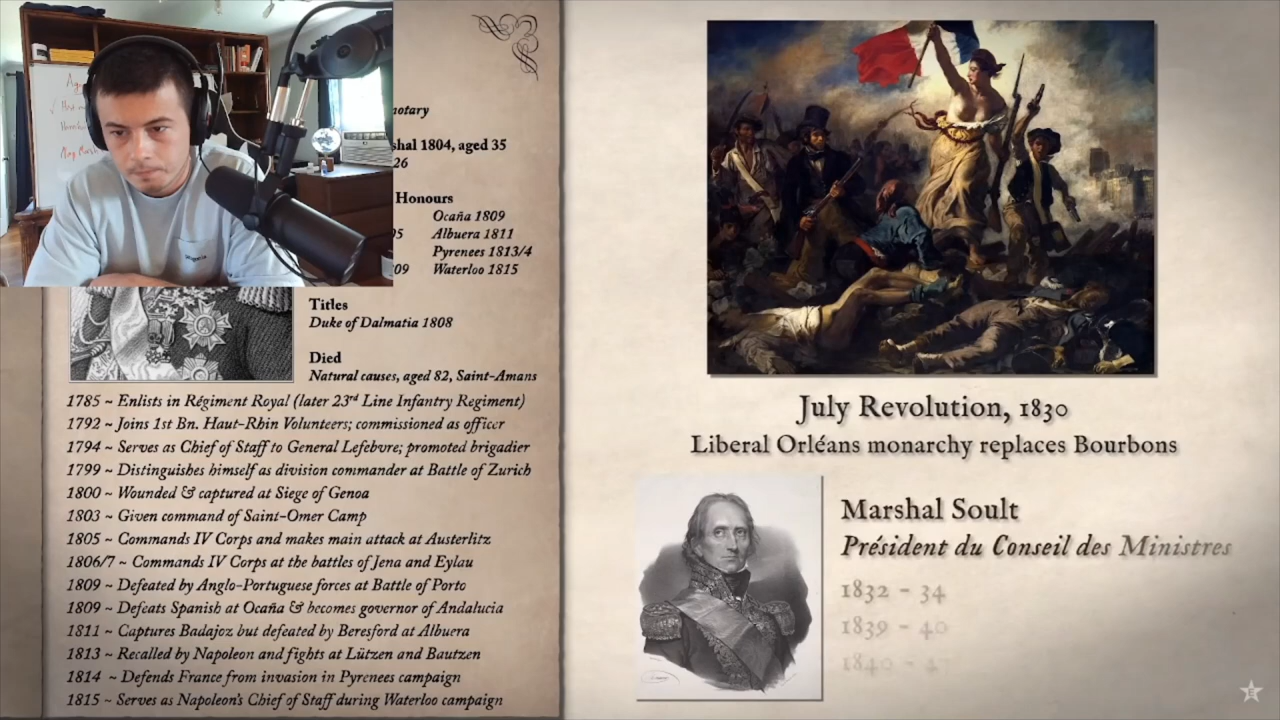 notary
shal 1804, aged 35
26
Honours
Ocaña 1809
05 Albuera 1811
Pyrenees 1813/4
09 Waterloo 1815
Titles
Duke of Dalmatia 1808
Died
Natural causes, aged 82, Saint-Amans
1785 ~ Enlists in Régiment Royal (later 23rd Line Infantry Regiment)
1792 ~ Joins 1st Bn. Haut-Rhin Volunteers; commissioned as officer
1794 ~ Serves as Chief of Staff to General Lefebvre; promoted brigadier
1799 ~ Distinguishes himself as division commander at Battle of Zurich
1800 ~ Wounded & captured at Siege of Genoa
1803 ~ Given command of Saint-Omer Camp
1805 ~ Commands IV Corps and makes main attack at Austerlitz
1806/7 ~ Commands IV Corps at the battles of Jena and Eylau
1809 ~ Defeated by Anglo-Portuguese forces at Battle of Porto
1809 ~ Defeats Spanish at Ocaña & becomes governor of Andalucia
1811 ~ Captures Badajoz but defeated by Beresford at Albuera
1813 ~ Recalled by Napoleon and fights at Lützen and Bautzen
1814 ~ Defends France from invasion in Pyrenees campaign
1815 ~ Serves as Napoleon's Chief of Staff during Waterloo campaign
July Revolution, 1830
Liberal Orléans monarchy replaces Bourbons
Marshal Soult
Président du Conseil des Ministres
1832 - 34
1839 - 40
1840 - 47
E